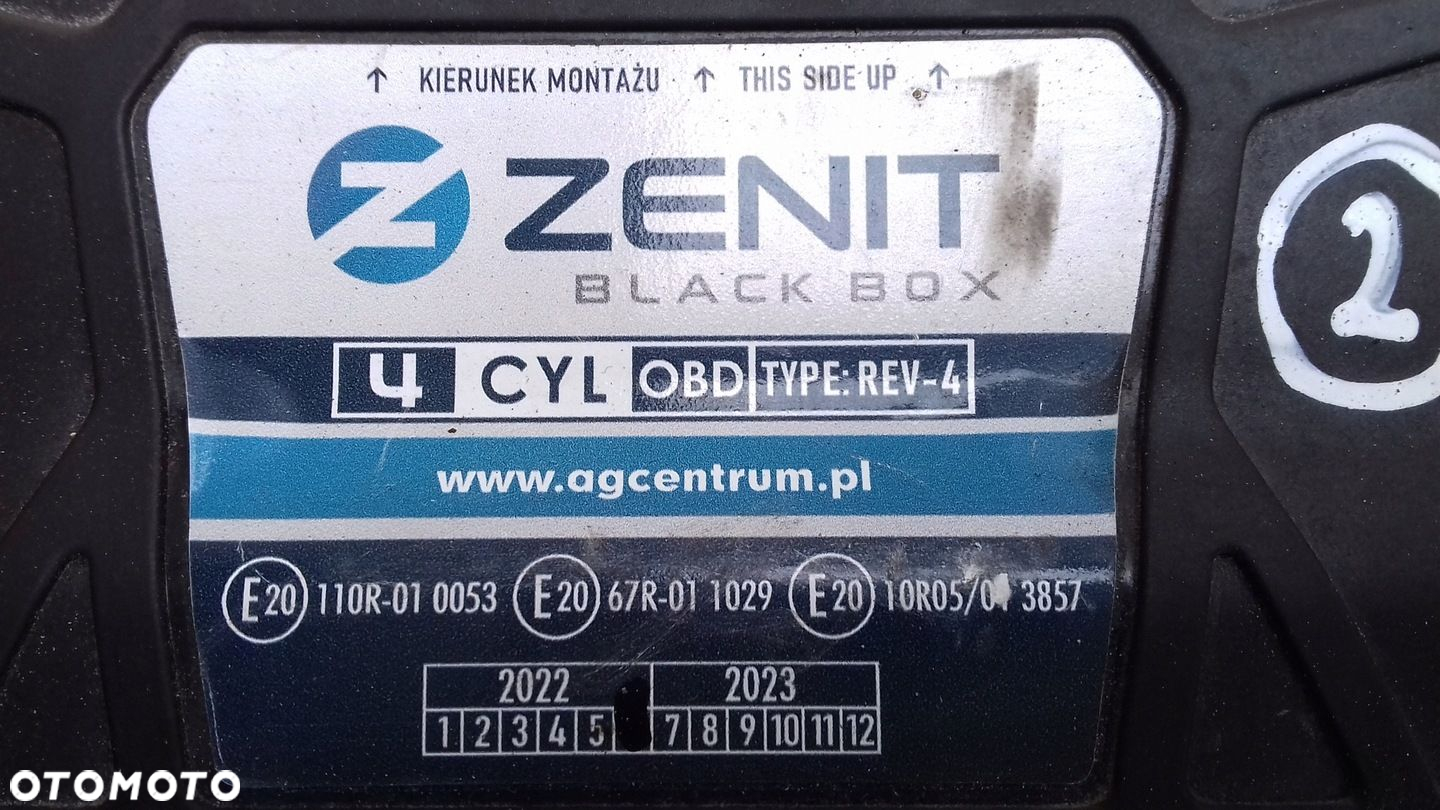 ↑ KIERUNEK MONTAŻU ↑ THIS SIDE UP ↑
Z ZENIT
BLACK BOX
4 CYL OBD TYPE: REV-4
www.agcentrum.pl
E20 110R-01 0053 E20 67R-01 1029 E20 10R05/01 3857
2022 2023
1 2 3 4 5 7 8 9 10 11 12
2
OTOMOTO